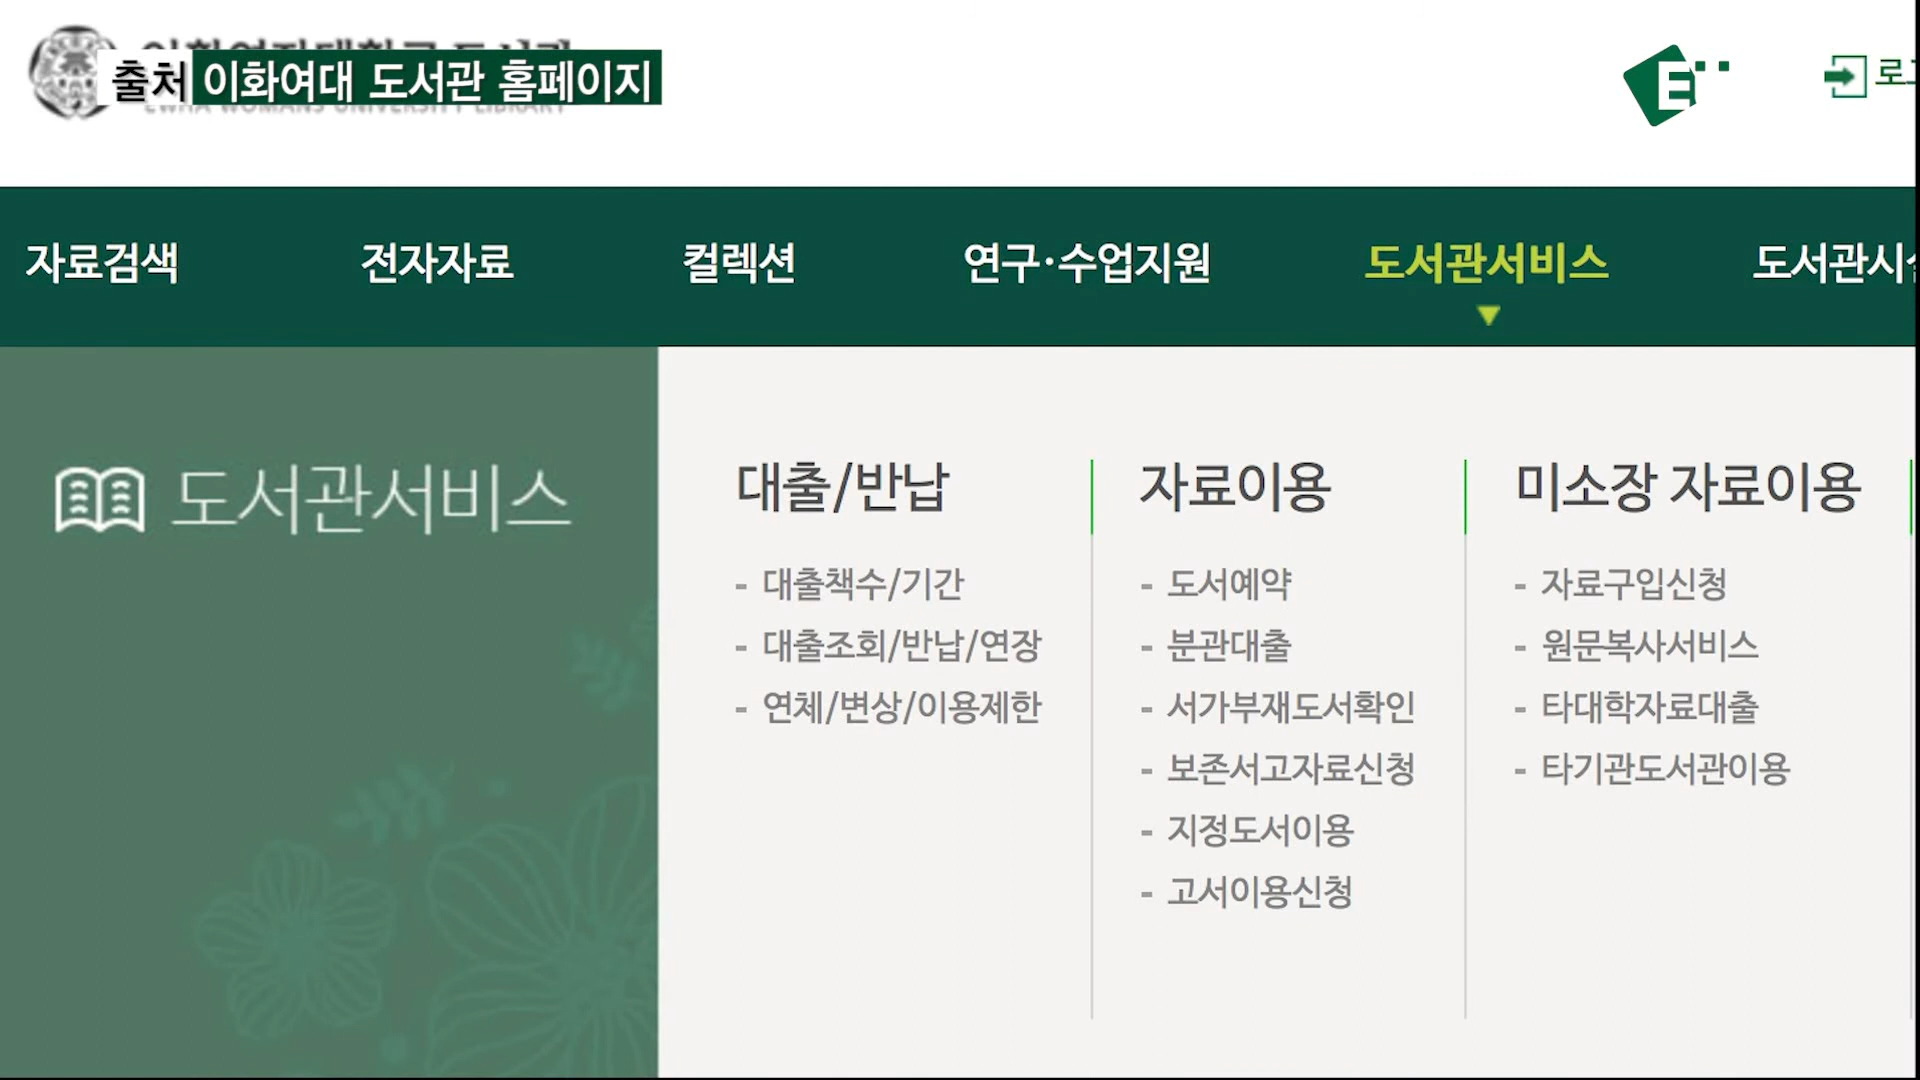 출처 이화여대 도서관 홈페이지
E
자료검색 전자자료 컬렉션 연구·수업지원 도서관서비스
도서관서비스
대출/반납
- 대출책수/기간
- 대출조회/반납/연장
- 연체/변상/이용제한
자료이용
- 도서예약
- 분관대출
- 서가부재도서확인
- 보존서고자료신청
- 지정도서이용
- 고서이용신청
미소장 자료이용
- 자료구입신청
- 원문복사서비스
- 타대학자료대출
- 타기관도서관이용